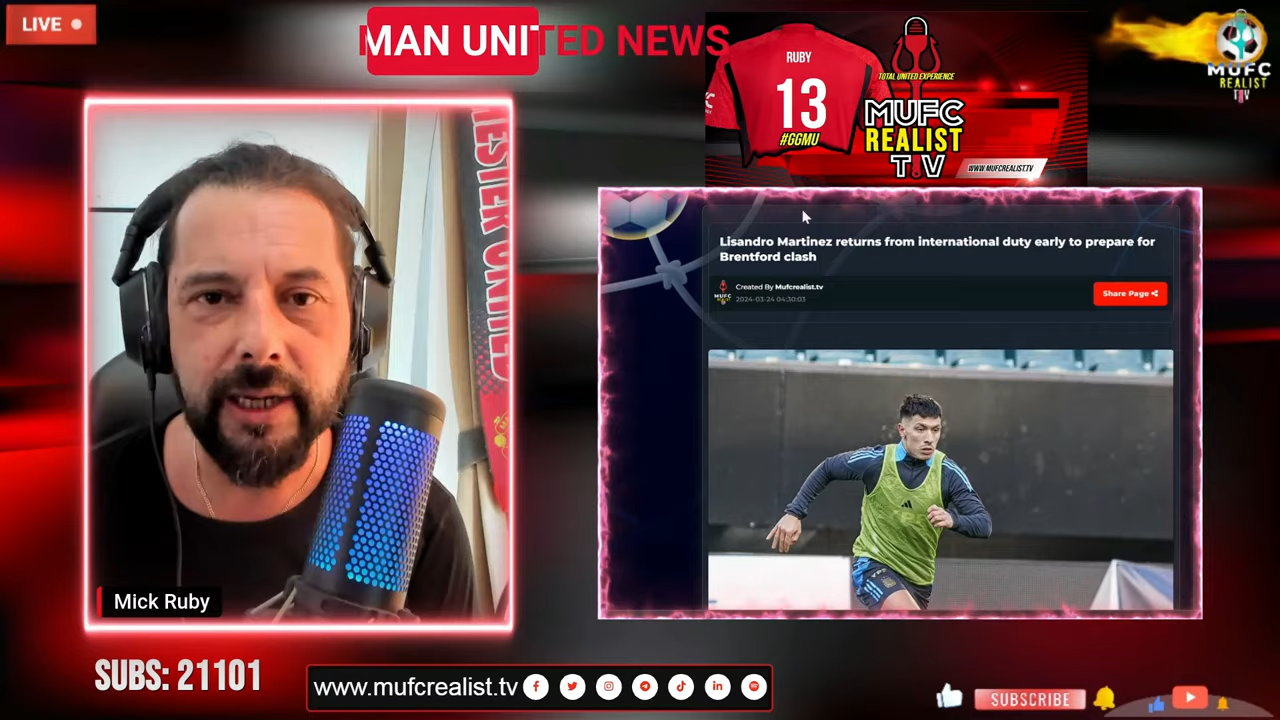 LIVE
MAN UNITED NEWS
RUBY
13
#GGMU
TOTAL UNITED EXPERIENCE
MUFC
REALIST
T.V
WWW.MUFCREALIST.TV
MUFC
REALIST
T.V
Lisandro Martinez returns from international duty early to prepare for
Brentford clash
MUFC
Created By Mufcrealist.tv
2024-03-24 04:30:03
Share Page
Mick Ruby
SUBS: 21101
www.mufcrealist.tv
SUBSCRIBE